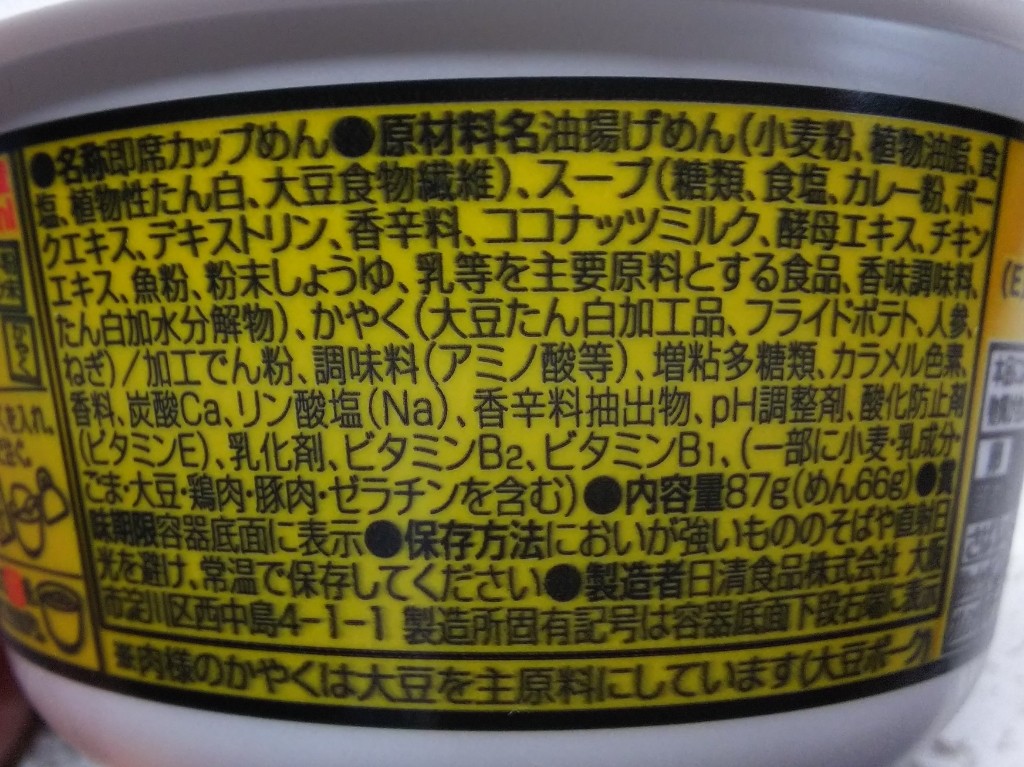 ●名称即席カップめん●原材料名油揚げめん(小麦粉、植物油脂、食
塩、植物性たん白、大豆食物繊維)、スープ(糖類、食塩、カレー粉、ポー
クエキス、デキストリン、香辛料、ココナッツミルク、酵母エキス、チキン
エキス、魚粉、粉末しょうゆ、乳等を主要原料とする食品、香味調味料、
たん白加水分解物)、かやく(大豆たん白加工品、フライドポテト、人参、
ねぎ)/加工でん粉、調味料(アミノ酸等)、増粘多糖類、カラメル色素、
香料、炭酸Ca、リン酸塩(Na)、香辛料抽出物、pH調整剤、酸化防止剤
(ビタミンE)、乳化剤、ビタミンB2、ビタミンB1、(一部に小麦・乳成分・
ごま・大豆・鶏肉・豚肉・ゼラチンを含む)●内容量87g(めん66g)●賞
味期限容器底面に表示●保存方法においが強いもののそばや直射日
光を避け、常温で保存してください●製造者日清食品株式会社 大阪
市淀川区西中島4-1-1 製造所固有記号は容器底面下段右端に表示
※肉様のかやくは大豆を主原料にしています(大豆ポーク)